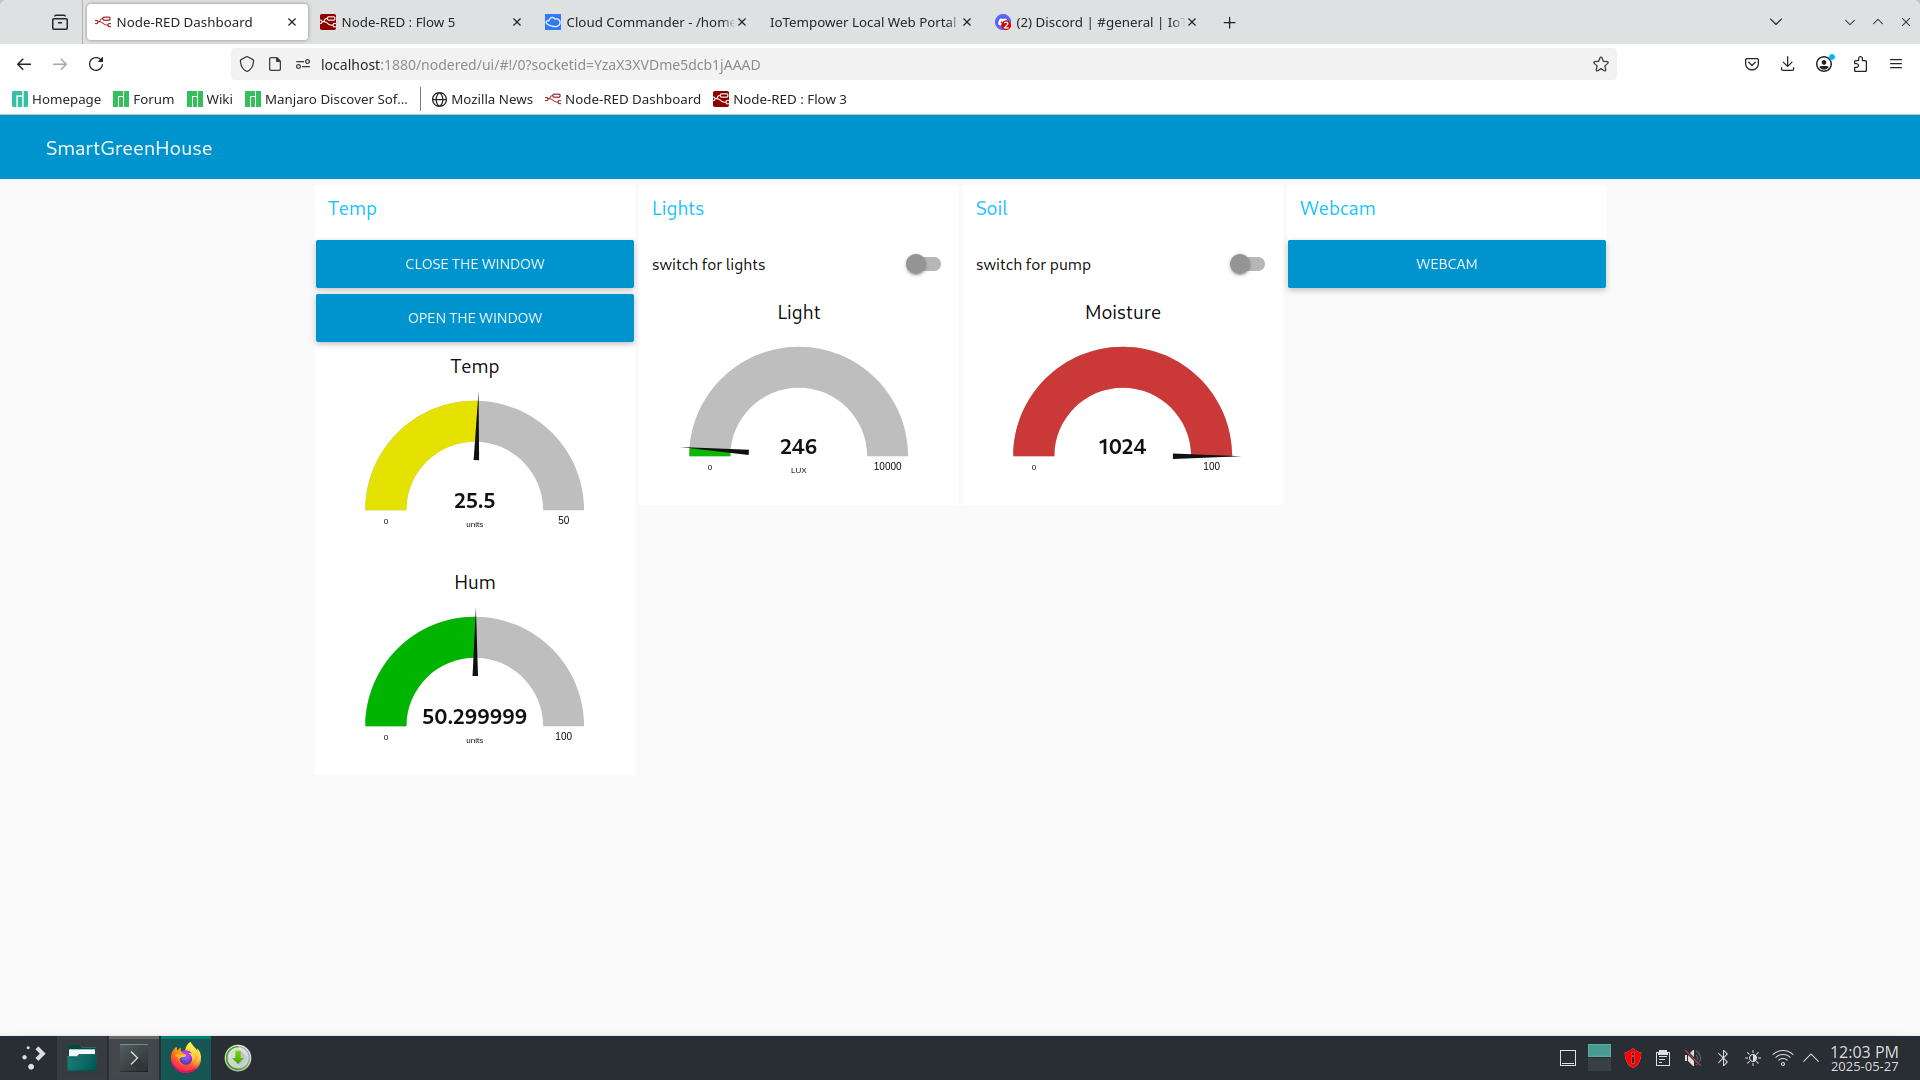 Node-RED Dashboard
Node-RED : Flow 5
Cloud Commander - /home
IoTempower Local Web Portal
(2) Discord | #general | IoT
localhost:1880/nodered/ui/#!/0?socketid=YzaX3XVDme5dcb1jAAAD
Homepage
Forum
Wiki
Manjaro Discover Sof...
Mozilla News
Node-RED Dashboard
Node-RED : Flow 3
SmartGreenHouse
Temp
CLOSE THE WINDOW
OPEN THE WINDOW
Temp
25.5
units
0
50
Hum
50.299999
units
0
100
Lights
switch for lights
Light
246
LUX
0
10000
Soil
switch for pump
Moisture
1024
0
100
Webcam
WEBCAM
12:03 PM
2025-05-27